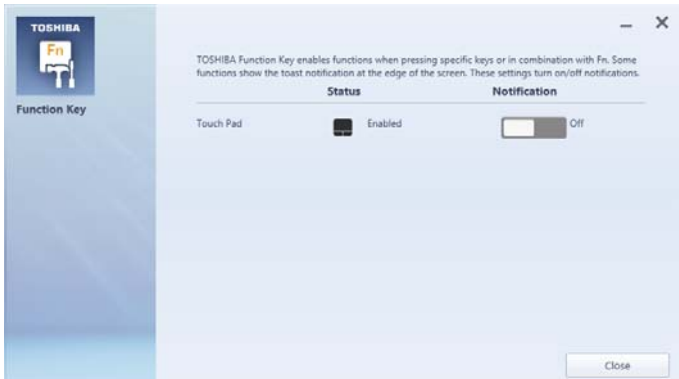 TOSHIBA
Fn
Function Key
TOSHIBA Function Key enables functions when pressing specific keys or in combination with Fn. Some
functions show the toast notification at the edge of the screen. These settings turn on/off notifications.
Status Notification
Touch Pad Enabled Off
Close